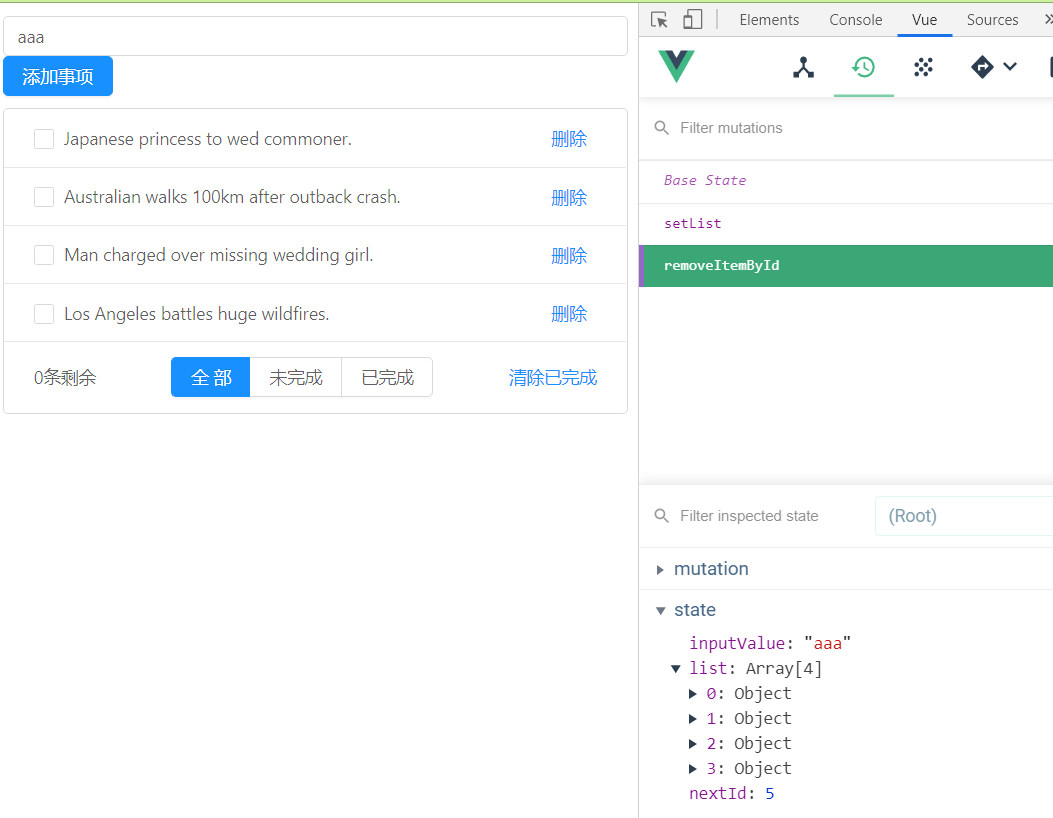 aaa
添加事项
Japanese princess to wed commoner. 删除
Australian walks 100km after outback crash. 删除
Man charged over missing wedding girl. 删除
Los Angeles battles huge wildfires. 删除
0条剩余 全 部 未完成 已完成 清除已完成
Elements Console Vue Sources »
Filter mutations
Base State
setList
removeItemById
Filter inspected state (Root)
mutation
state
inputValue: "aaa"
list: Array[4]
0: Object
1: Object
2: Object
3: Object
nextId: 5